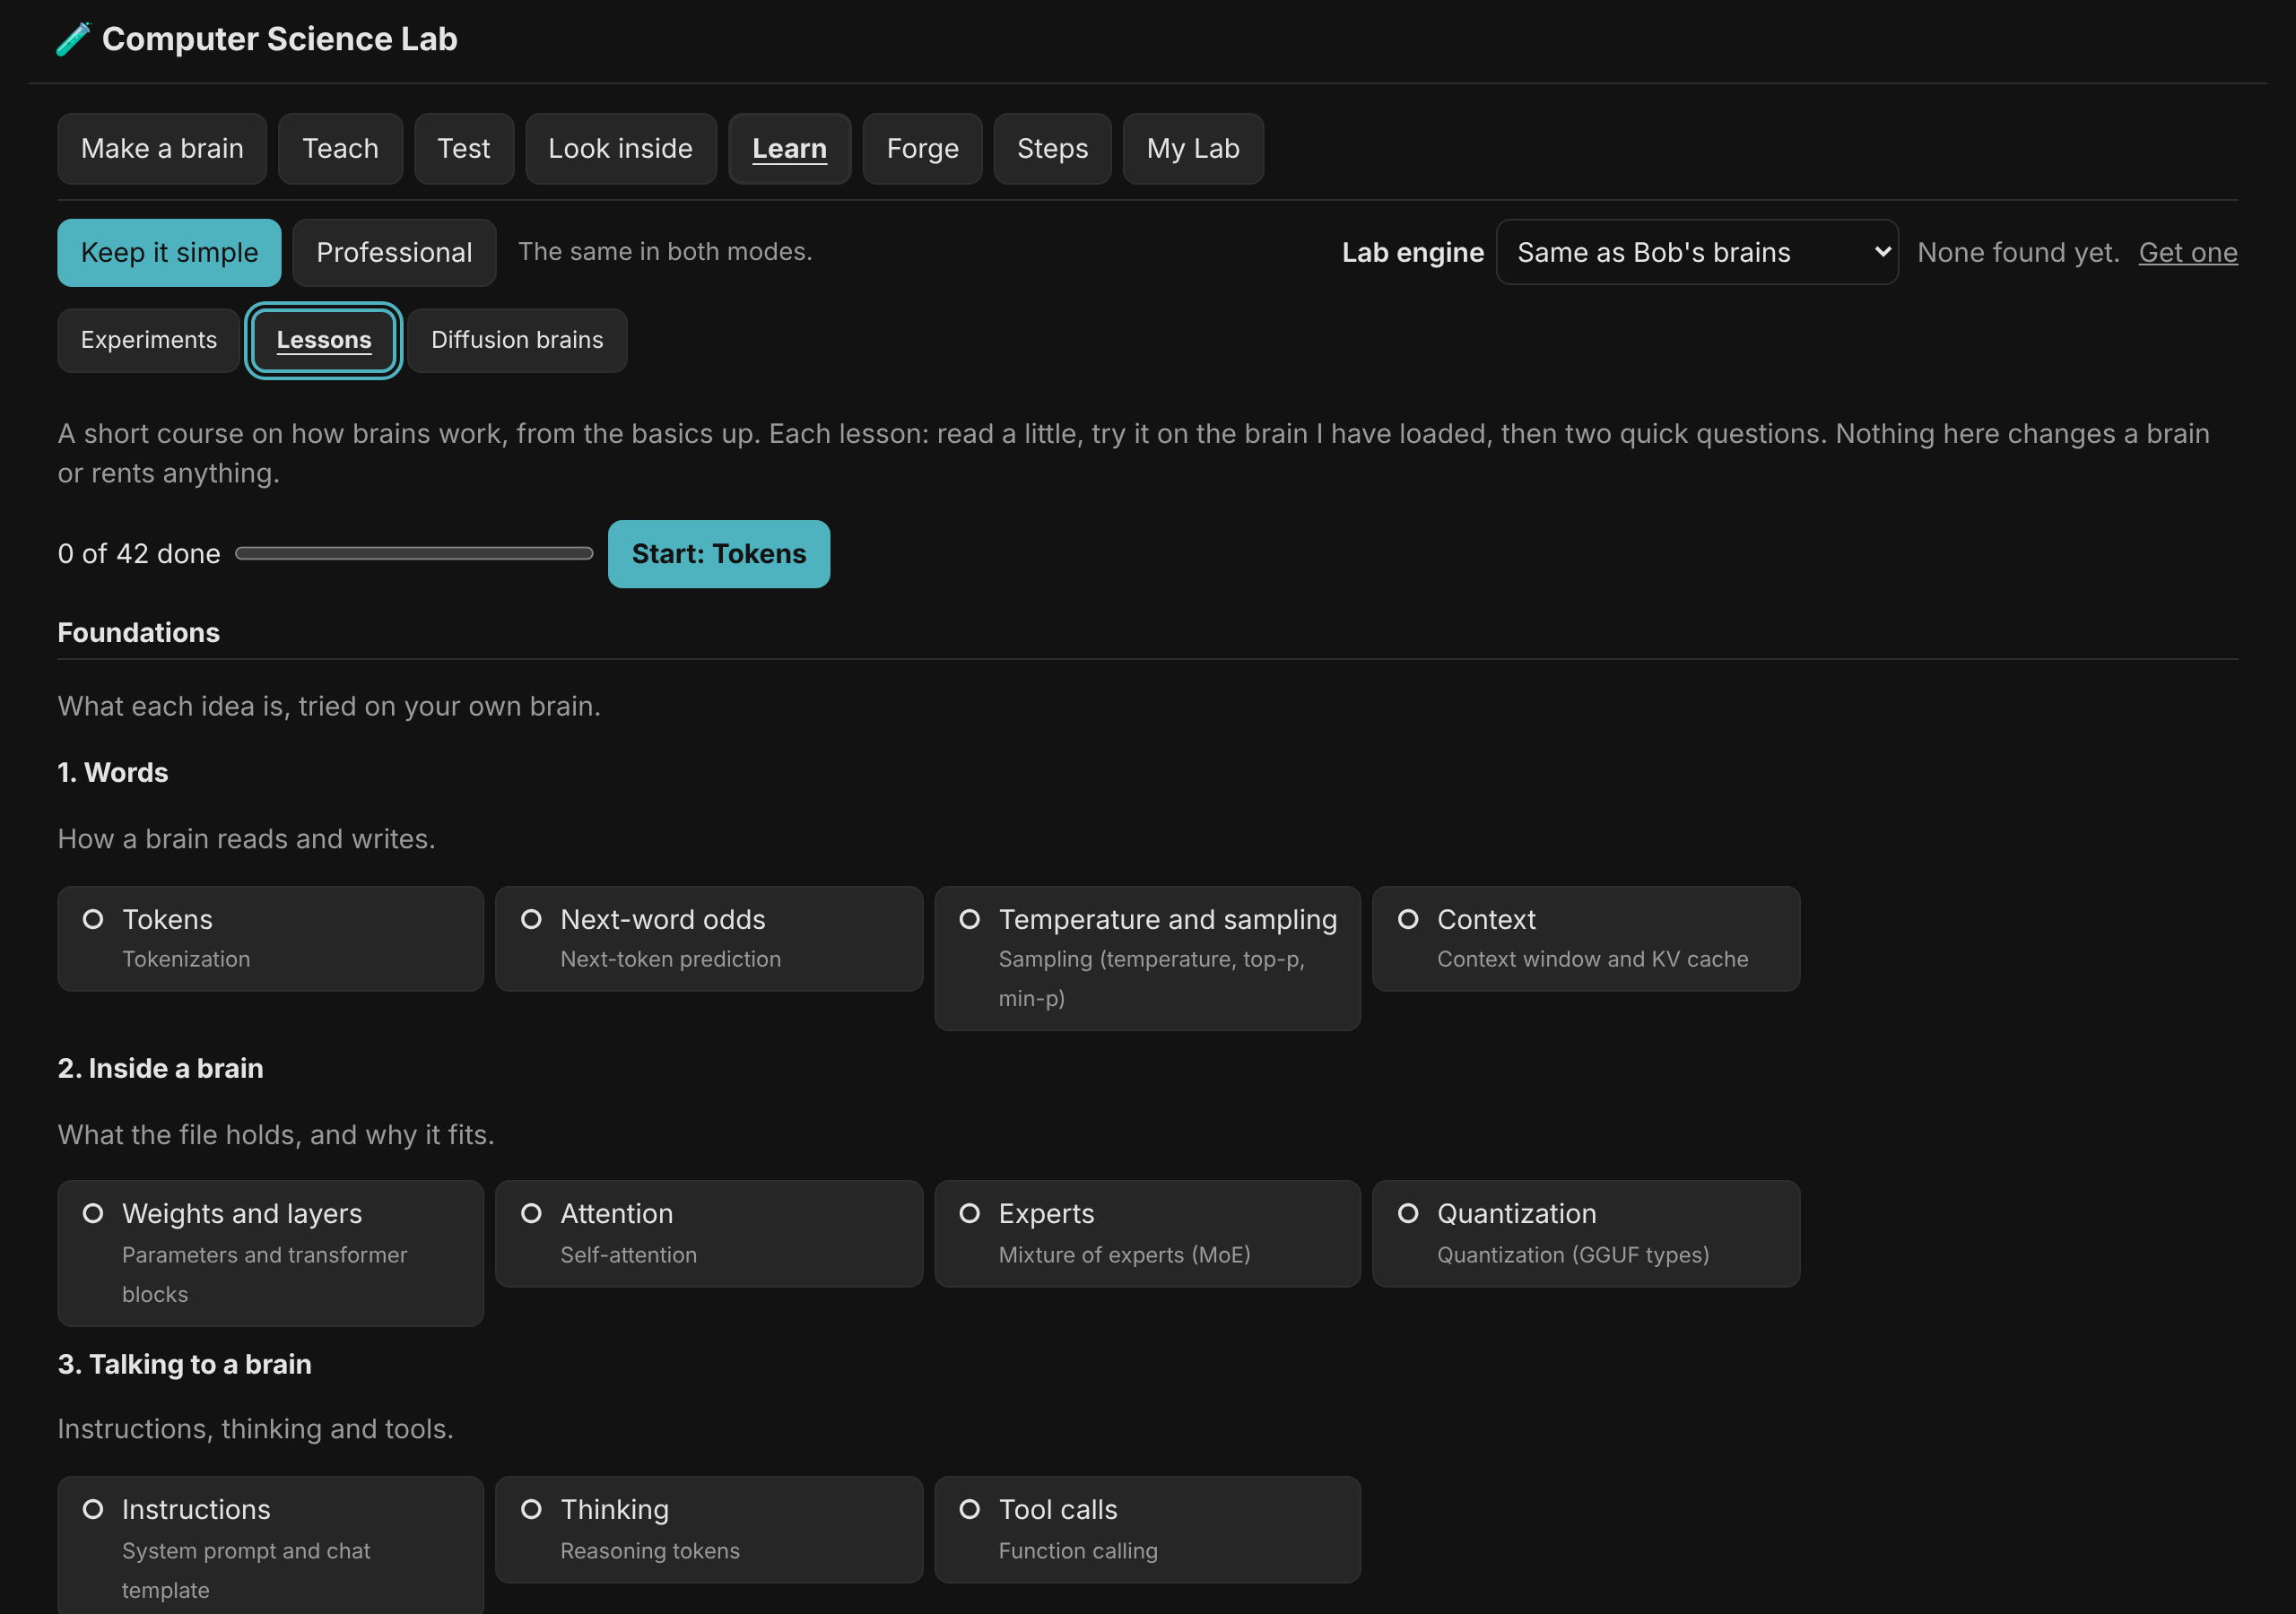 Computer Science Lab
Make a brain
Teach
Test
Look inside
Learn
Forge
Steps
My Lab
Keep it simple
Professional
The same in both modes.
Lab engine
Same as Bob's brains
None found yet.
Get one
Experiments
Lessons
Diffusion brains
A short course on how brains work, from the basics up. Each lesson: read a little, try it on the brain I have loaded, then two quick questions. Nothing here changes a brain
or rents anything.
0 of 42 done
Start: Tokens
Foundations
What each idea is, tried on your own brain.
1. Words
How a brain reads and writes.
Tokens
Tokenization
Next-word odds
Next-token prediction
Temperature and sampling
Sampling (temperature, top-p,
min-p)
Context
Context window and KV cache
2. Inside a brain
What the file holds, and why it fits.
Weights and layers
Parameters and transformer
blocks
Attention
Self-attention
Experts
Mixture of experts (MoE)
Quantization
Quantization (GGUF types)
3. Talking to a brain
Instructions, thinking and tools.
Instructions
System prompt and chat
template
Thinking
Reasoning tokens
Tool calls
Function calling